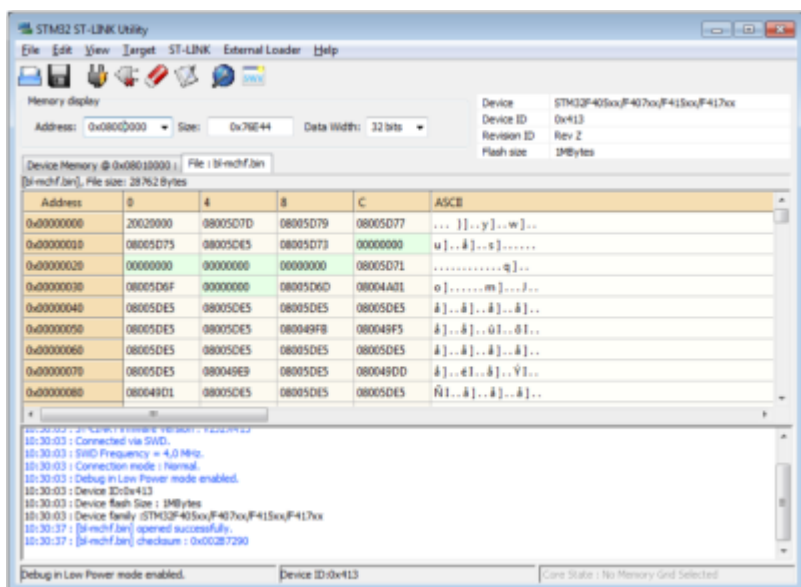 STM32 ST-LINK Utility
File Edit View Target ST-LINK External Loader Help
Memory display
Address: 0x08000000 Size: 0x76E44 Data Width: 32 bits
Device STM32F405xx/F407xx/F415xx/F417xx
Device ID 0x413
Revision ID Rev Z
Flash size 1MBytes
Device Memory @ 0x08010000 : File : bl-mchf.bin
[bl-mchf.bin], File size: 28762 Bytes
Address 0 4 8 C ASCII
0x00000000 20020000 08005D7D 08005D79 08005D77 ... }]..y]..w]..
0x00000010 08005D75 08005DE5 08005D73 00000000 u]..å]..s]......
0x00000020 00000000 00000000 00000000 08005D71 ............q]..
0x00000030 08005D6F 00000000 08005D6D 08004A01 o]......m]...J..
0x00000040 08005DE5 08005DE5 08005DE5 08005DE5 å]..å]..å]..å]..
0x00000050 08005DE5 08005DE5 080049FB 080049F5 å]..å]..ûI..õI..
0x00000060 08005DE5 08005DE5 08005DE5 08005DE5 å]..å]..å]..å]..
0x00000070 08005DE5 080049E9 08005DE5 080049DD å]..éI..å]..ÝI..
0x00000080 080049D1 08005DE5 08005DE5 08005DE5 ÑI..å]..å]..å]..
10:30:03 : Connected via SWD.
10:30:03 : SWD Frequency = 4,0 MHz.
10:30:03 : Connection mode : Normal.
10:30:03 : Debug in Low Power mode enabled.
10:30:03 : Device ID:0x413
10:30:03 : Device flash Size : 1MBytes
10:30:03 : Device family :STM32F405xx/F407xx/F415xx/F417xx
10:30:37 : [bl-mchf.bin] opened successfully.
10:30:37 : [bl-mchf.bin] checksum : 0x002B7290
Debug in Low Power mode enabled. Device ID:0x413 Core State : No Memory Grid Selected